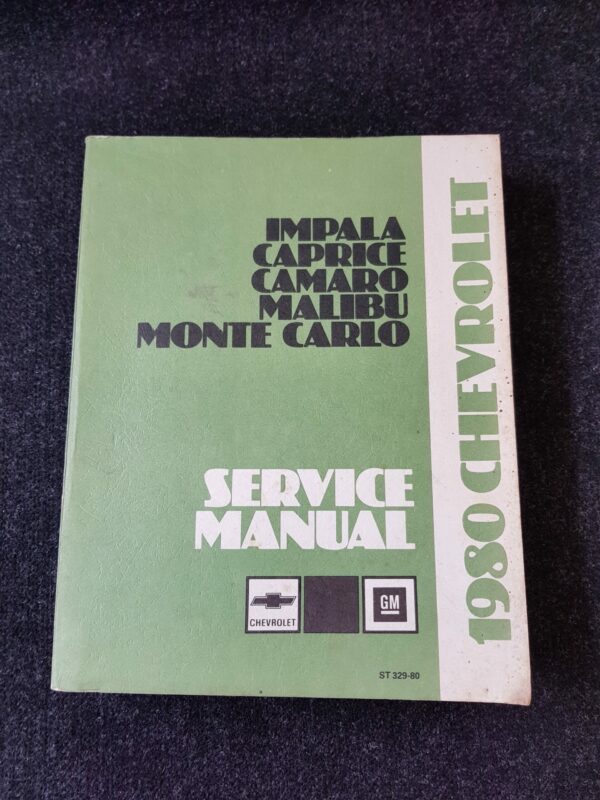 IMPALA
CAPRICE
CAMARO
MALIBU
MONTE CARLO
SERVICE
MANUAL
CHEVROLET
GM
ST 329-80
1980 CHEVROLET